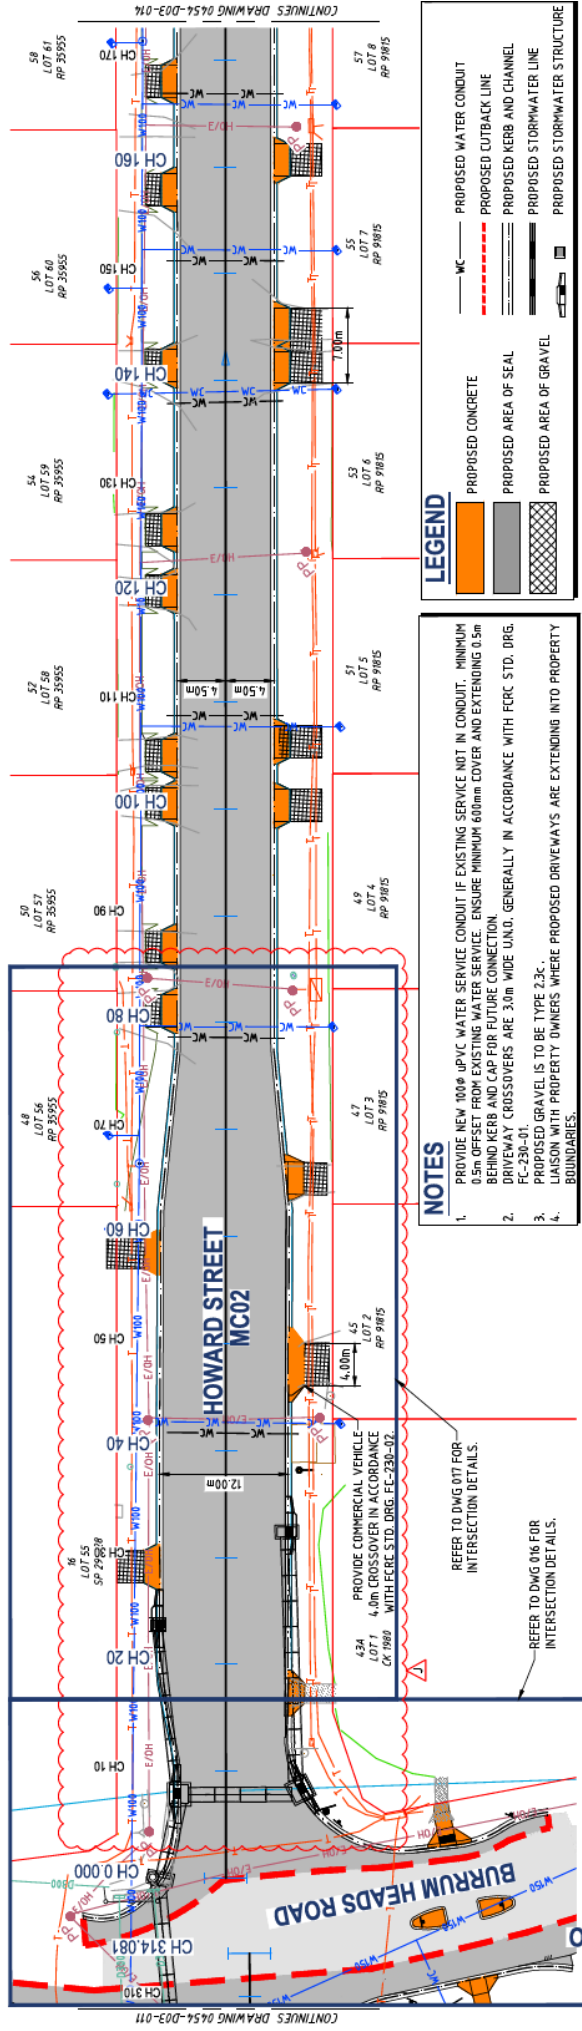 CONTINUES DRAWING 0454-D03-014
58
LOT 61
RP 35955
CH 170
57
LOT 8
RP 91815
CH 160
56
LOT 60
RP 35955
CH 150
55
LOT 7
RP 91815
CH 140
7.00m
54
LOT 59
RP 35955
CH 130
53
LOT 6
RP 91815
CH 120
52
LOT 58
RP 35955
CH 110
4.50m
4.50m
51
LOT 5
RP 91815
CH 100
50
LOT 57
RP 35955
CH 90
49
LOT 4
RP 91815
CH 80
48
LOT 56
RP 35955
CH 70
47
LOT 3
RP 91815
CH 60
HOWARD STREET
MC02
CH 50
45
LOT 2
RP 91815
4.00m
CH 40
12.00m
PROVIDE COMMERCIAL VEHICLE
4.0m CROSSOVER IN ACCORDANCE
WITH FCRC STD. DRG. FC-230-02.
16
LOT 55
CH 30
CH 20
43A
LOT 1
CK 1980
J
CH 10
CH 0.000
D300
CH 314.081
CH 310
BURRUM HEADS ROAD
W150
W150
W150
WC
W100
E/OH
PP
WC
REFER TO DWG 017 FOR
INTERSECTION DETAILS.
REFER TO DWG 016 FOR
INTERSECTION DETAILS.
CONTINUES DRAWING 0454-D03-011
LEGEND
PROPOSED CONCRETE
PROPOSED AREA OF SEAL
PROPOSED AREA OF GRAVEL
WC
PROPOSED WATER CONDUIT
PROPOSED CUTBACK LINE
PROPOSED KERB AND CHANNEL
PROPOSED STORMWATER LINE
PROPOSED STORMWATER STRUCTURE
NOTES
1. PROVIDE NEW 100Ø uPVC WATER SERVICE CONDUIT IF EXISTING SERVICE NOT IN CONDUIT. MINIMUM
0.5m OFFSET FROM EXISTING WATER SERVICE. ENSURE MINIMUM 600mm COVER AND EXTENDING 0.5m
BEHIND KERB AND CAP FOR FUTURE CONNECTION.
2. DRIVEWAY CROSSOVERS ARE 3.0m WIDE U.N.O. GENERALLY IN ACCORDANCE WITH FCRC STD. DRG.
FC-230-01.
3. PROPOSED GRAVEL IS TO BE TYPE 2.3c.
4. LIAISON WITH PROPERTY OWNERS WHERE PROPOSED DRIVEWAYS ARE EXTENDING INTO PROPERTY
BOUNDARIES.